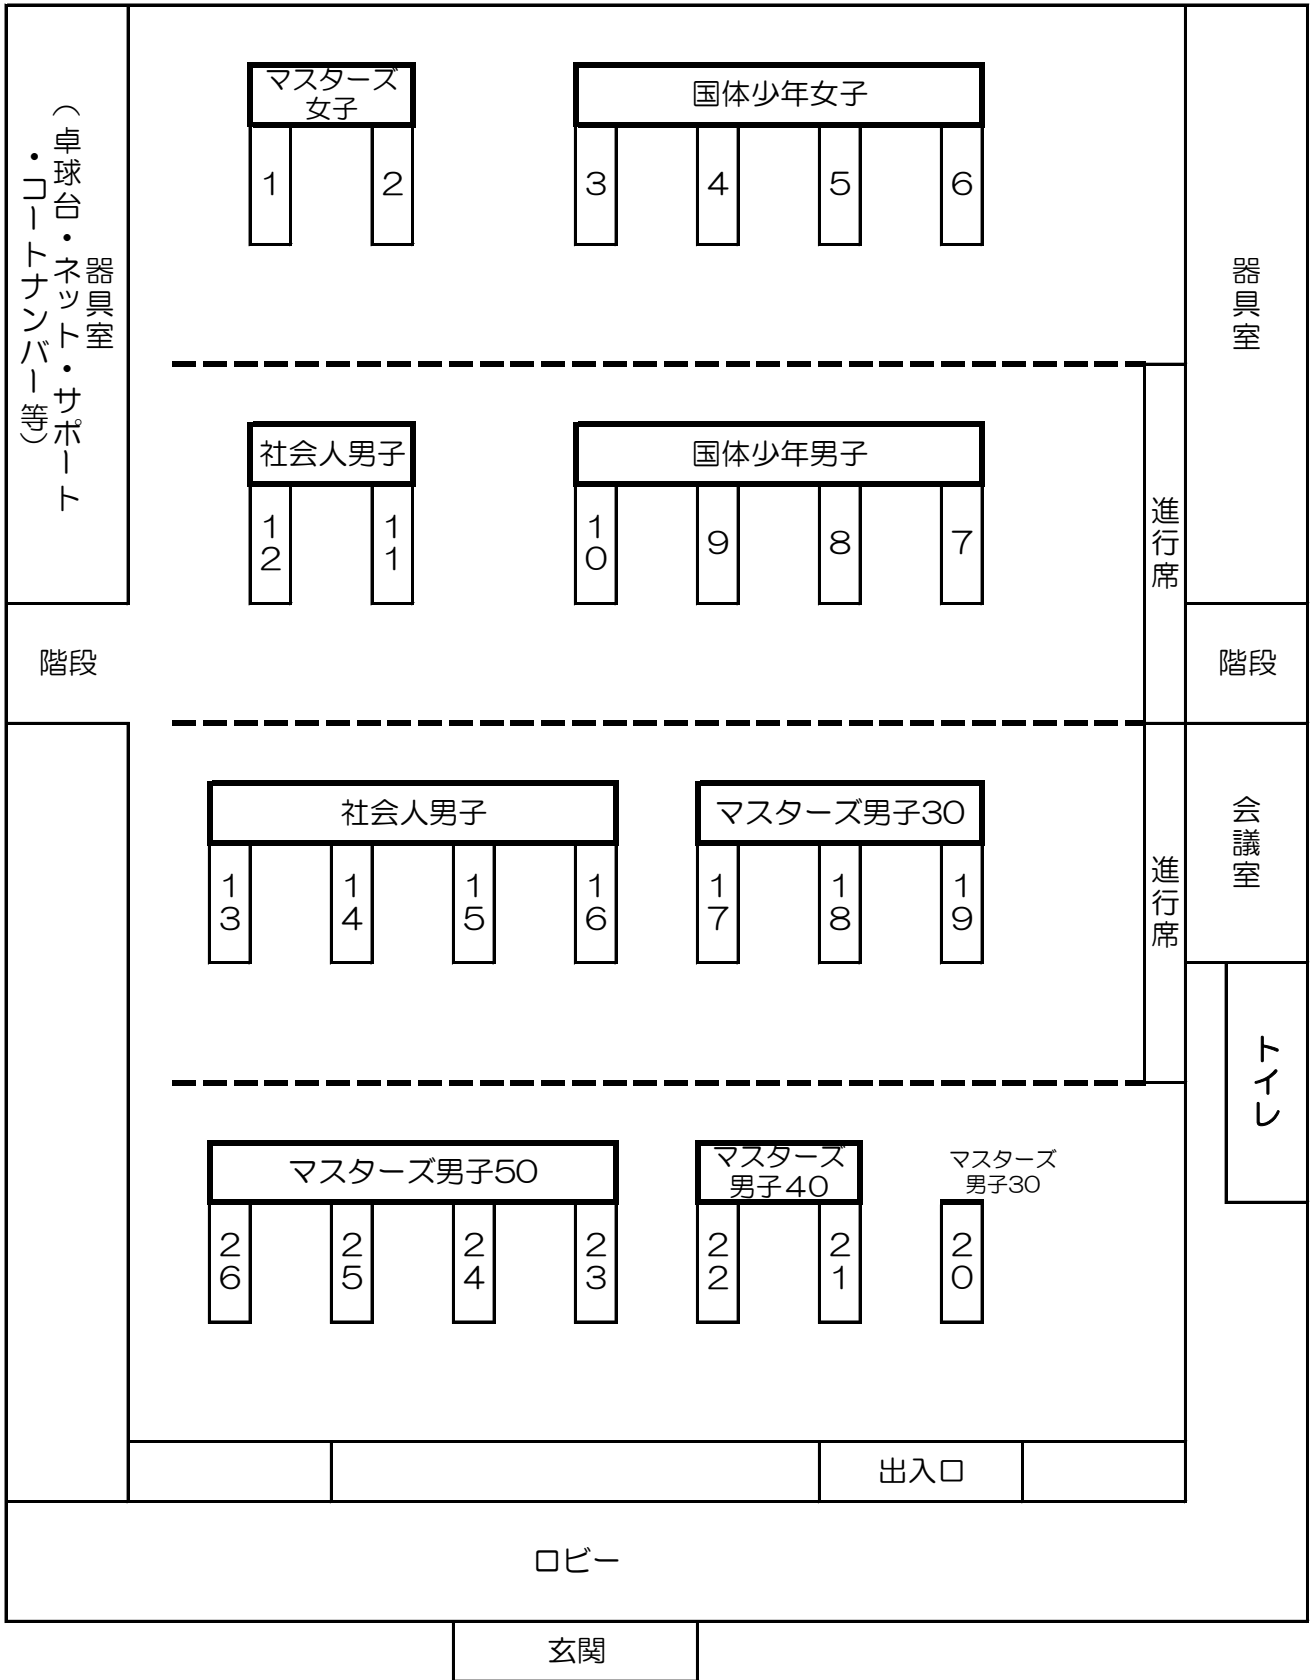 マスターズ
女子
国体少年女子
1
2
3
4
5
6
器具室
（卓球台・ネット・サポート
・コートナンバー等）
器具室
社会人男子
国体少年男子
12
11
10
9
8
7
進行席
階段
階段
社会人男子
マスターズ男子30
13
14
15
16
17
18
19
進行席
会議室
トイレ
マスターズ男子50
マスターズ
男子40
マスターズ
男子30
26
25
24
23
22
21
20
出入口
ロビー
玄関